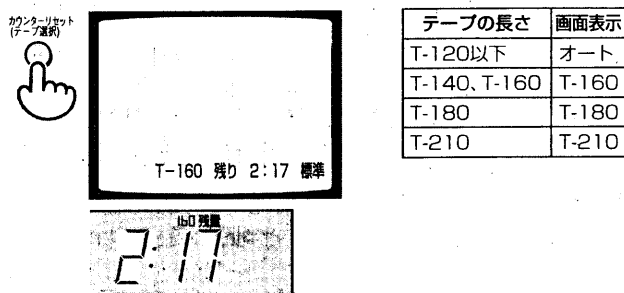 カウンターリセット
(テープ選択)
T-160 残り 2:17 標準
160 残量
2:17
テープの長さ 画面表示
T-120以下 オート
T-140、T-160 T-160
T-180 T-180
T-210 T-210